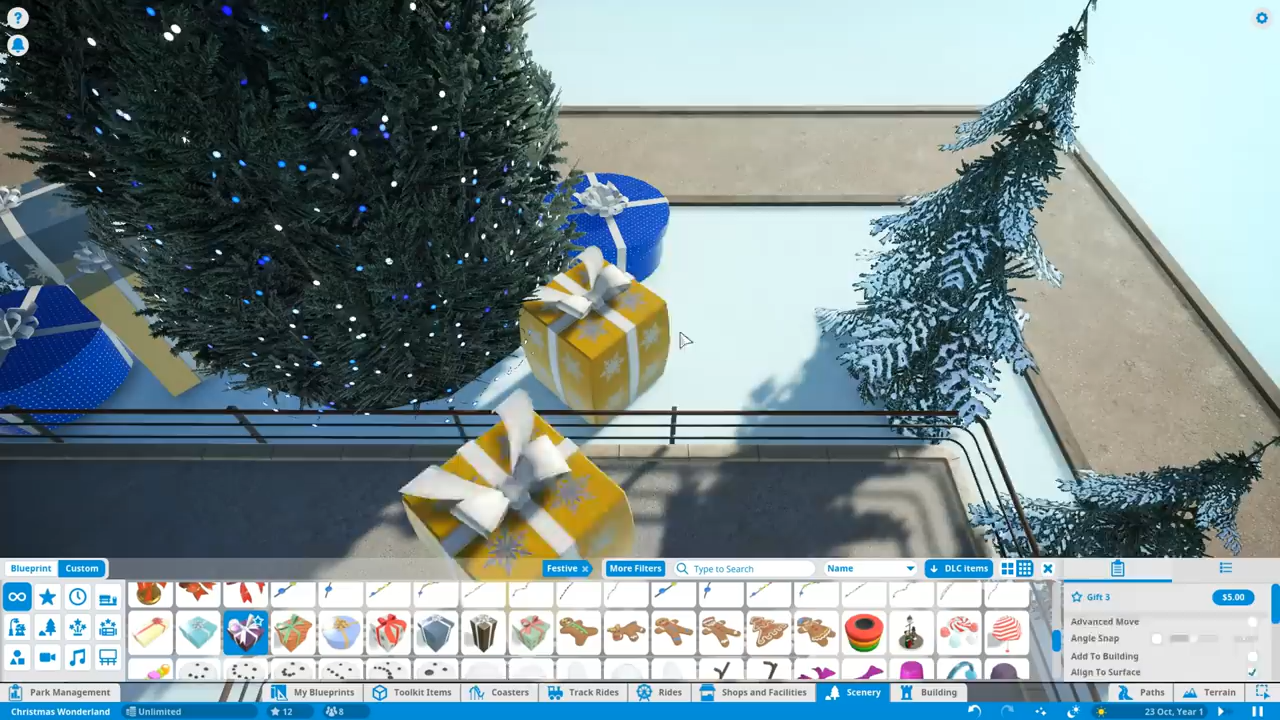 ?
Blueprint Custom Festive × More Filters Type to Search Name DLC items
Gift 3 $5.00
Advanced Move
Angle Snap
Add To Building
Align To Surface
Park Management My Blueprints Toolkit Items Coasters Track Rides Rides Shops and Facilities Scenery Building Paths Terrain
Christmas Wonderland Unlimited 12 8 23 Oct, Year 1